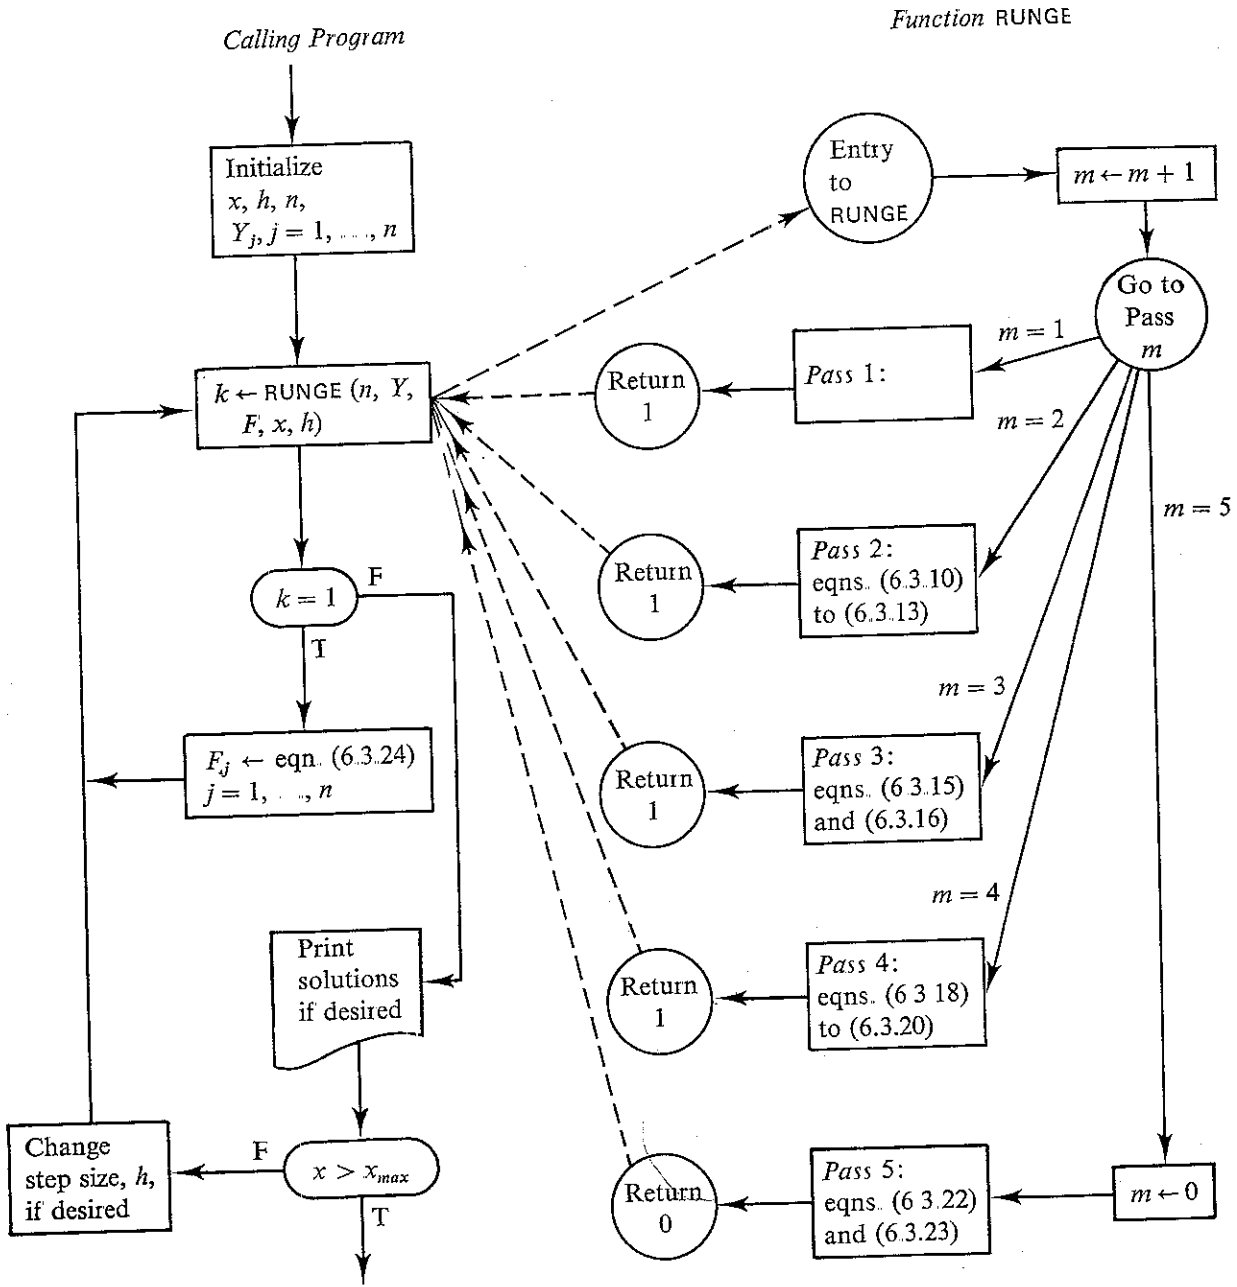 Calling Program
Function RUNGE
Initialize
x, h, n,
Y_j, j = 1, ......, n
Entry
to
RUNGE
m ← m + 1
Go to
Pass
m
k ← RUNGE (n, Y,
F, x, h)
Return
1
Pass 1:
m = 1
m = 2
m = 5
k = 1
F
T
Return
1
Pass 2:
eqns.. (6.3.10)
to (6..3..13)
m = 3
F_j ← eqn.. (6.3..24)
j = 1, . ..., n
Return
1
Pass 3:
eqns.. (6 3.15)
and (6.3.16)
m = 4
Print
solutions
if desired
Return
1
Pass 4:
eqns.. (6 3 18)
to (6.3.20)
Change
step size, h,
if desired
F
x > x_max
T
Return
0
Pass 5:
eqns.. (6 3.22)
and (6.3.23)
m ← 0